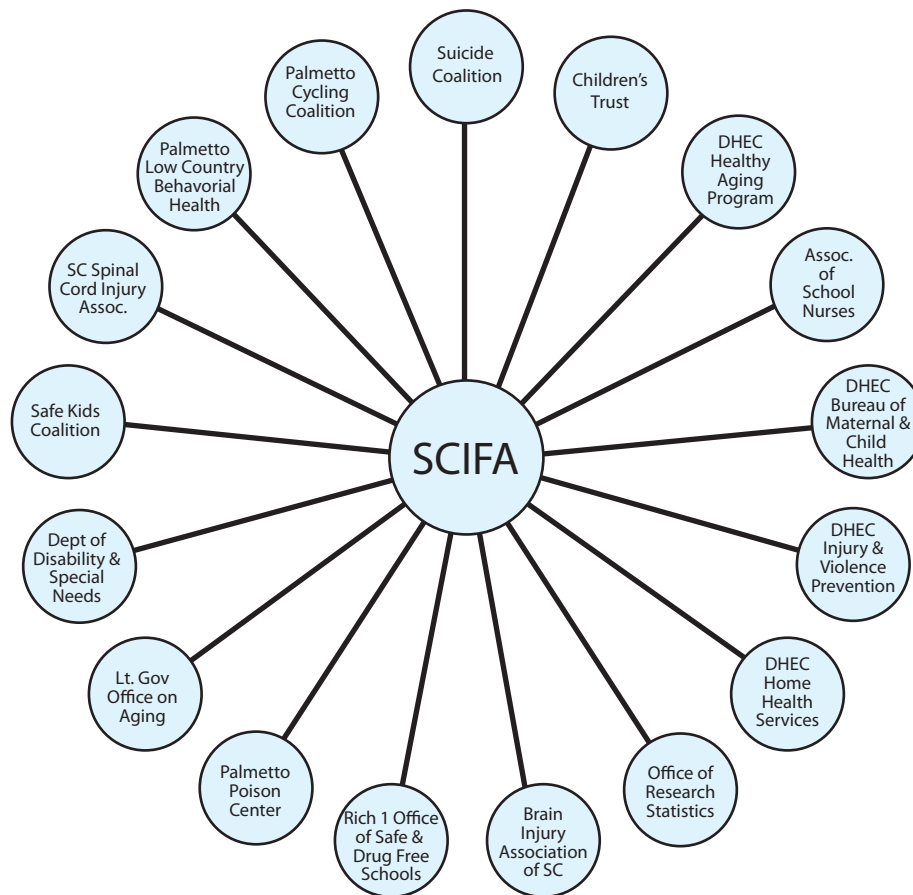 Suicide
Coalition
Children's
Trust
DHEC
Healthy
Aging
Program
Assoc.
of
School
Nurses
DHEC
Bureau of
Maternal &
Child
Health
DHEC
Injury &
Violence
Prevention
DHEC
Home
Health
Services
Office of
Research
Statistics
Brain
Injury
Association
of SC
Rich 1 Office
of Safe &
Drug Free
Schools
Palmetto
Poison
Center
Lt. Gov
Office on
Aging
Dept of
Disability &
Special
Needs
Safe Kids
Coalition
SC Spinal
Cord Injury
Assoc.
Palmetto
Low Country
Behavorial
Health
Palmetto
Cycling
Coalition
SCIFA